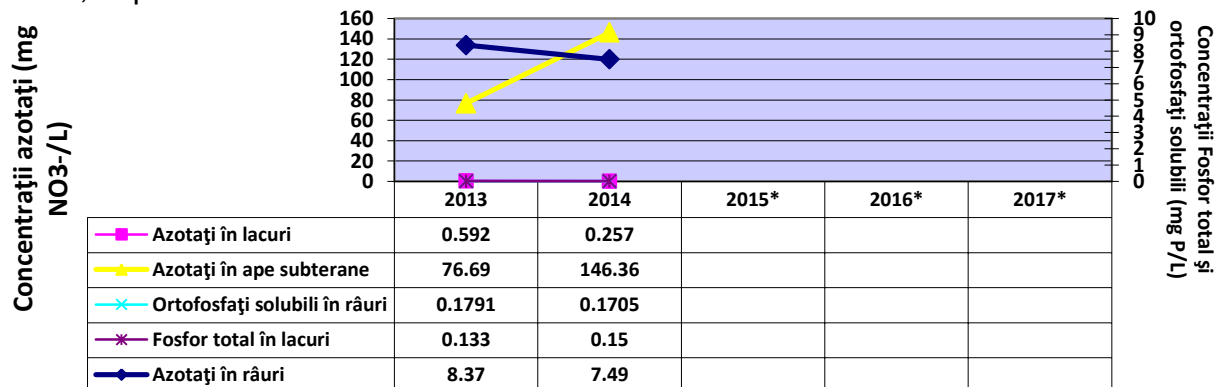 Concentraţii azotaţi (mg
NO3-/L)
160
140
120
100
80
60
40
20
0
10
9
8
7
6
5
4
3
2
1
0
Concentraţii Fosfor total şi
ortofosfaţi solubili (mg P/L)
2013 2014 2015* 2016* 2017*
Azotaţi în lacuri 0.592 0.257
Azotaţi în ape subterane 76.69 146.36
Ortofosfaţi solubili în râuri 0.1791 0.1705
Fosfor total în lacuri 0.133 0.15
Azotaţi în râuri 8.37 7.49